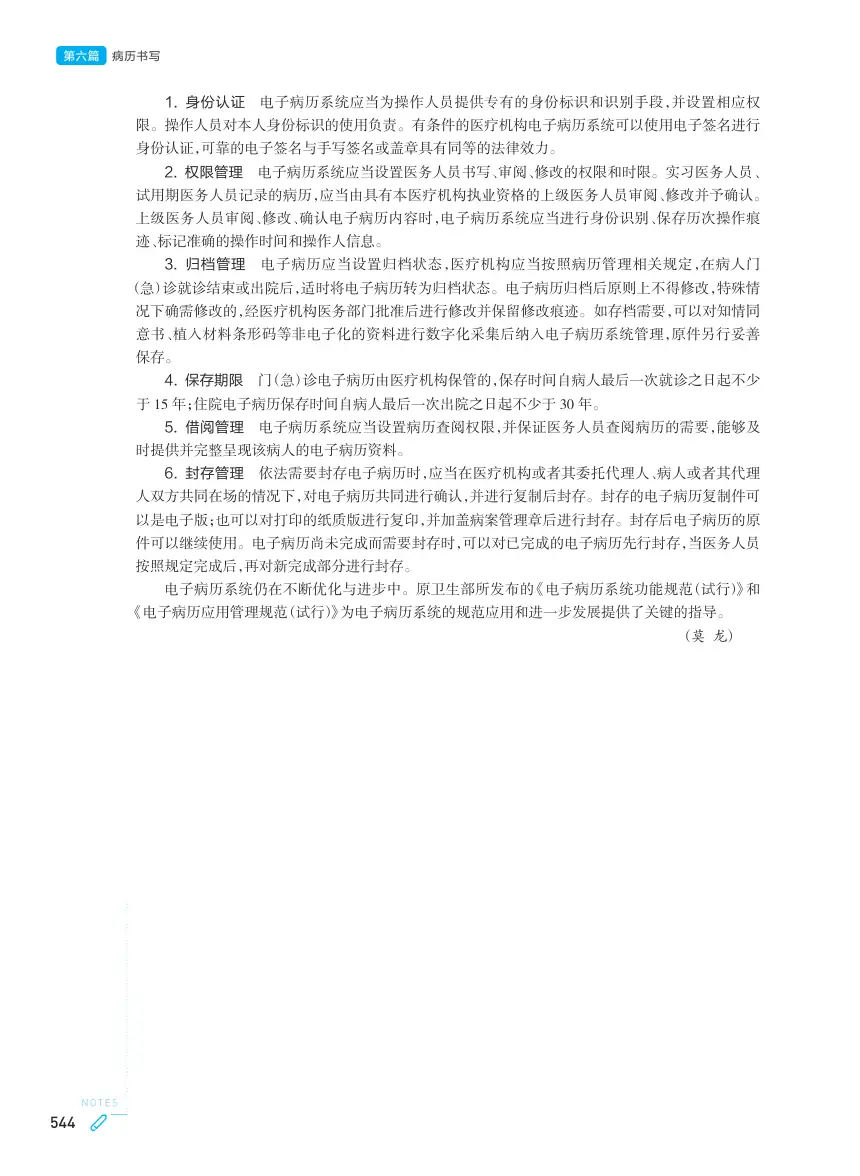 第六篇 病历书写
1. 身份认证 电子病历系统应当为操作人员提供专有的身份标识和识别手段,并设置相应权
限。操作人员对本人身份标识的使用负责。有条件的医疗机构电子病历系统可以使用电子签名进行
身份认证,可靠的电子签名与手写签名或盖章具有同等的法律效力。
2. 权限管理 电子病历系统应当设置医务人员书写、审阅、修改的权限和时限。实习医务人员、
试用期医务人员记录的病历,应当由具有本医疗机构执业资格的上级医务人员审阅、修改并予确认。
上级医务人员审阅、修改、确认电子病历内容时,电子病历系统应当进行身份识别、保存历次操作痕
迹、标记准确的操作时间和操作人信息。
3. 归档管理 电子病历应当设置归档状态,医疗机构应当按照病历管理相关规定,在病人门
(急)诊就诊结束或出院后,适时将电子病历转为归档状态。电子病历归档后原则上不得修改,特殊情
况下确需修改的,经医疗机构医务部门批准后进行修改并保留修改痕迹。如存档需要,可以对知情同
意书、植入材料条形码等非电子化的资料进行数字化采集后纳入电子病历系统管理,原件另行妥善
保存。
4. 保存期限 门(急)诊电子病历由医疗机构保管的,保存时间自病人最后一次就诊之日起不少
于 15 年;住院电子病历保存时间自病人最后一次出院之日起不少于 30 年。
5. 借阅管理 电子病历系统应当设置病历查阅权限,并保证医务人员查阅病历的需要,能够及
时提供并完整呈现该病人的电子病历资料。
6. 封存管理 依法需要封存电子病历时,应当在医疗机构或者其委托代理人、病人或者其代理
人双方共同在场的情况下,对电子病历共同进行确认,并进行复制后封存。封存的电子病历复制件可
以是电子版;也可以对打印的纸质版进行复印,并加盖病案管理章后进行封存。封存后电子病历的原
件可以继续使用。电子病历尚未完成而需要封存时,可以对已完成的电子病历先行封存,当医务人员
按照规定完成后,再对新完成部分进行封存。
电子病历系统仍在不断优化与进步中。原卫生部所发布的《电子病历系统功能规范(试行)》和
《电子病历应用管理规范(试行)》为电子病历系统的规范应用和进一步发展提供了关键的指导。
(莫 龙)
NOTES
544